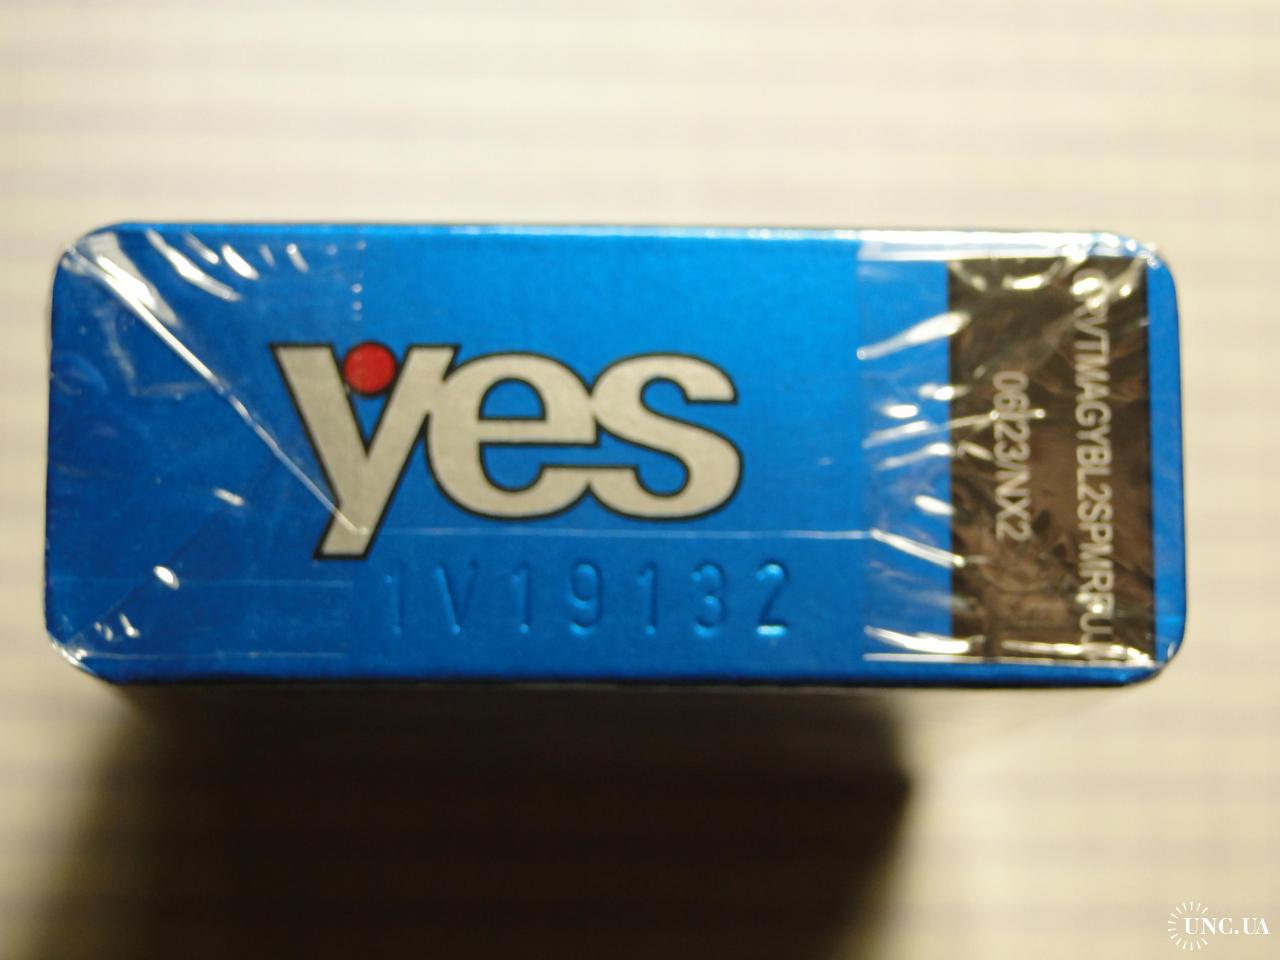 yes
1V19132
06.23/NX2
UNC.UA